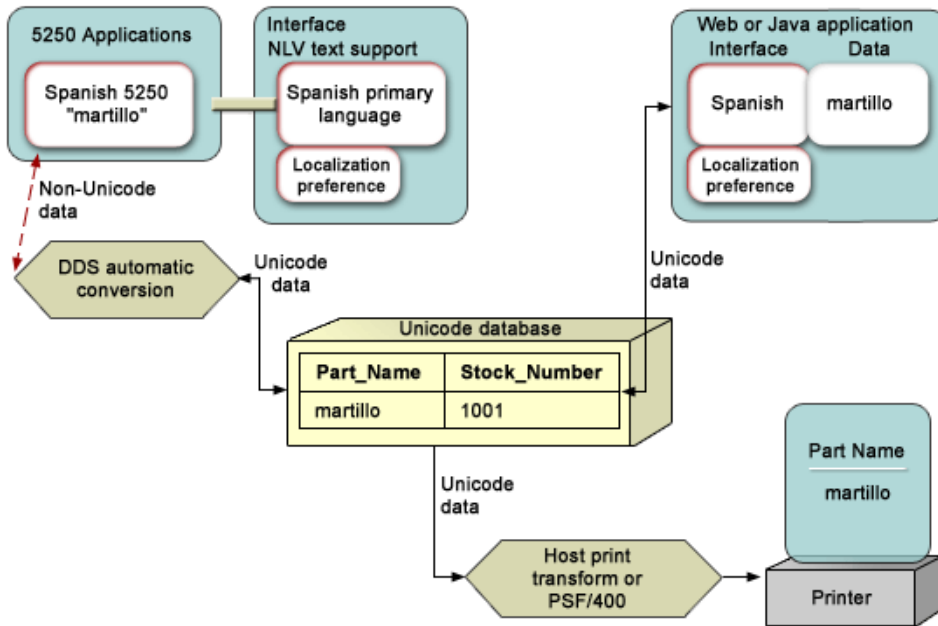 5250 Applications
Spanish 5250
"martillo"
Interface
NLV text support
Spanish primary
language
Localization
preference
Web or Java application
Interface Data
Spanish
martillo
Localization
preference
Non-Unicode
data
DDS automatic
conversion
Unicode
data
Unicode
data
Unicode database
Part_Name Stock_Number
martillo 1001
Unicode
data
Host print
transform or
PSF/400
Part Name
martillo
Printer